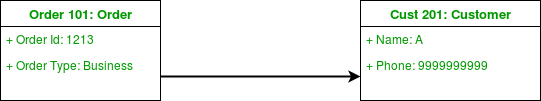 Order 101: Order
+ Order Id: 1213
+ Order Type: Business
Cust 201: Customer
+ Name: A
+ Phone: 9999999999